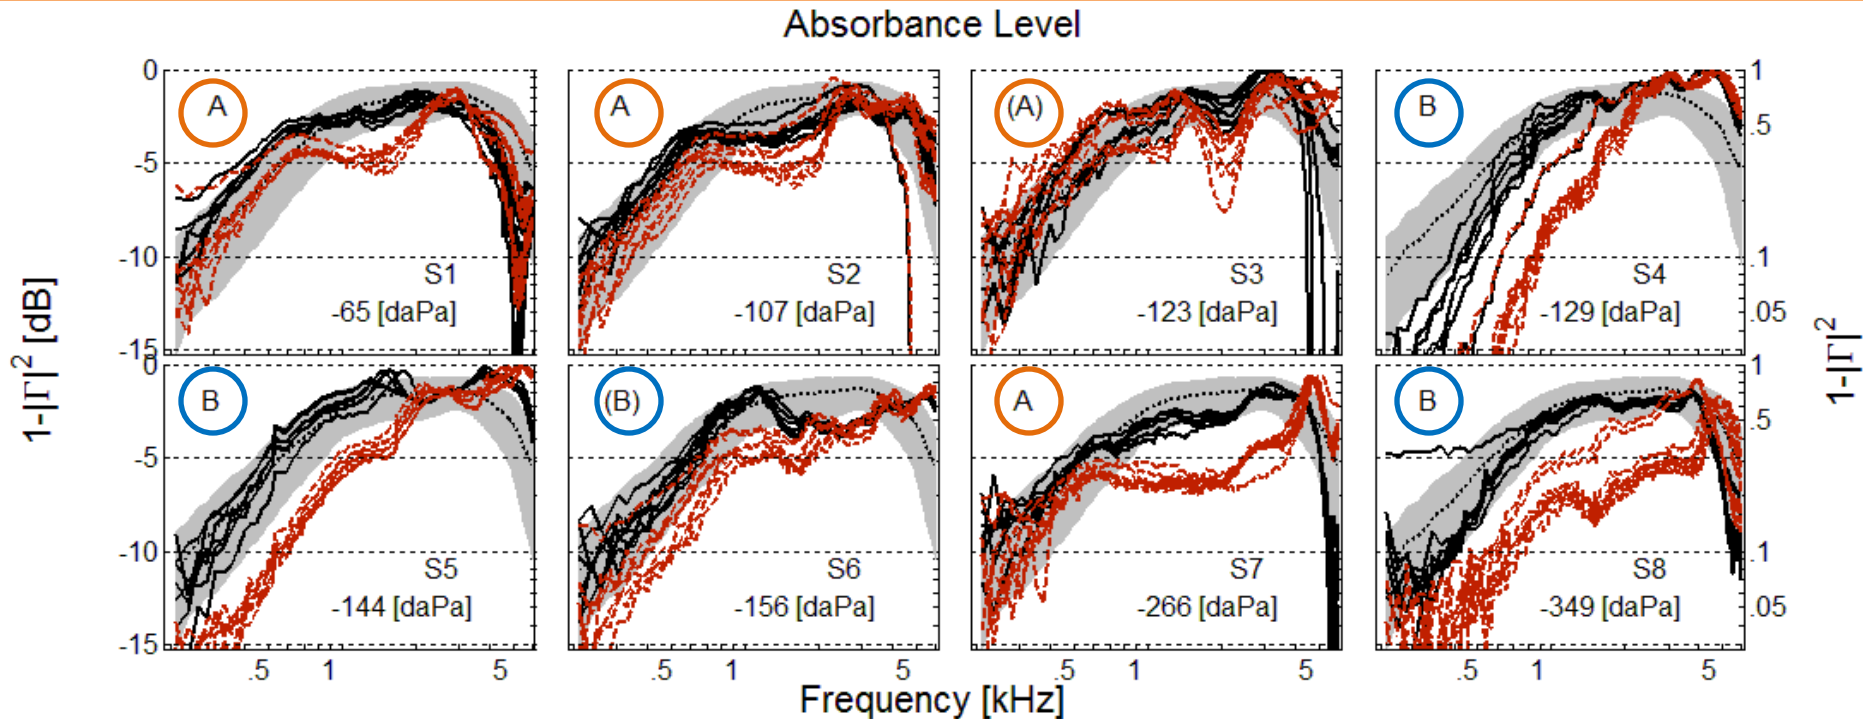 Absorbance Level
1-|Γ|² [dB]
0
-5
-10
-15
A
S1
-65 [daPa]
A
S2
-107 [daPa]
(A)
S3
-123 [daPa]
B
S4
-129 [daPa]
1
.5
.1
.05
0
-5
-10
-15
B
S5
-144 [daPa]
(B)
S6
-156 [daPa]
A
S7
-266 [daPa]
B
S8
-349 [daPa]
1
.5
.1
.05
1-|Γ|²
.5 1 5
.5 1 5
.5 1 5
.5 1 5
Frequency [kHz]